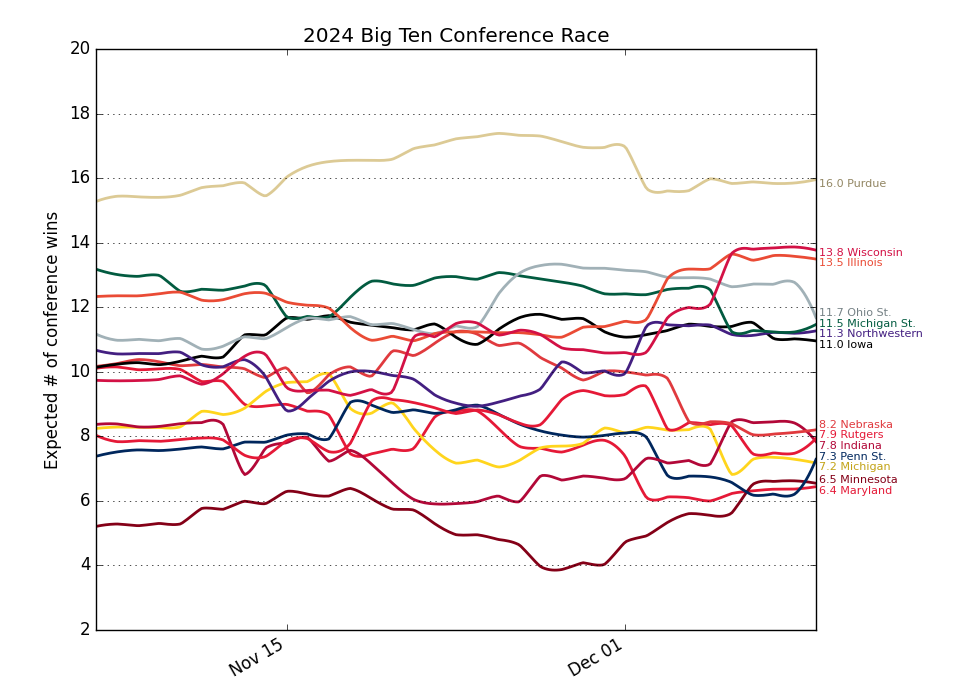 2024 Big Ten Conference Race
Expected # of conference wins
20
18
16
14
12
10
8
6
4
2
Nov 15
Dec 01
16.0 Purdue
13.8 Wisconsin
13.5 Illinois
11.7 Ohio St.
11.5 Michigan St.
11.3 Northwestern
11.0 Iowa
8.2 Nebraska
7.9 Rutgers
7.8 Indiana
7.3 Penn St.
7.2 Michigan
6.5 Minnesota
6.4 Maryland